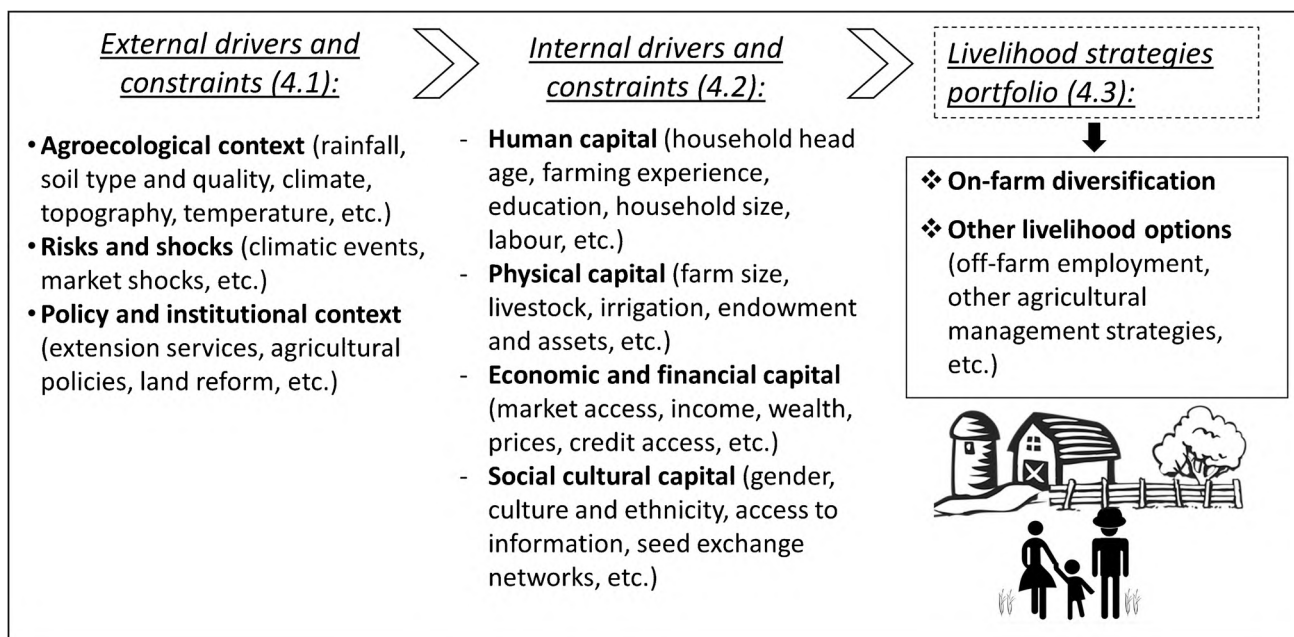 External drivers and
constraints (4.1):
• Agroecological context (rainfall,
soil type and quality, climate,
topography, temperature, etc.)
• Risks and shocks (climatic events,
market shocks, etc.)
• Policy and institutional context
(extension services, agricultural
policies, land reform, etc.)
Internal drivers and
constraints (4.2):
- Human capital (household head
age, farming experience,
education, household size,
labour, etc.)
- Physical capital (farm size,
livestock, irrigation, endowment
and assets, etc.)
- Economic and financial capital
(market access, income, wealth,
prices, credit access, etc.)
- Social cultural capital (gender,
culture and ethnicity, access to
information, seed exchange
networks, etc.)
Livelihood strategies
portfolio (4.3):
❖ On-farm diversification
❖ Other livelihood options
(off-farm employment,
other agricultural
management strategies,
etc.)